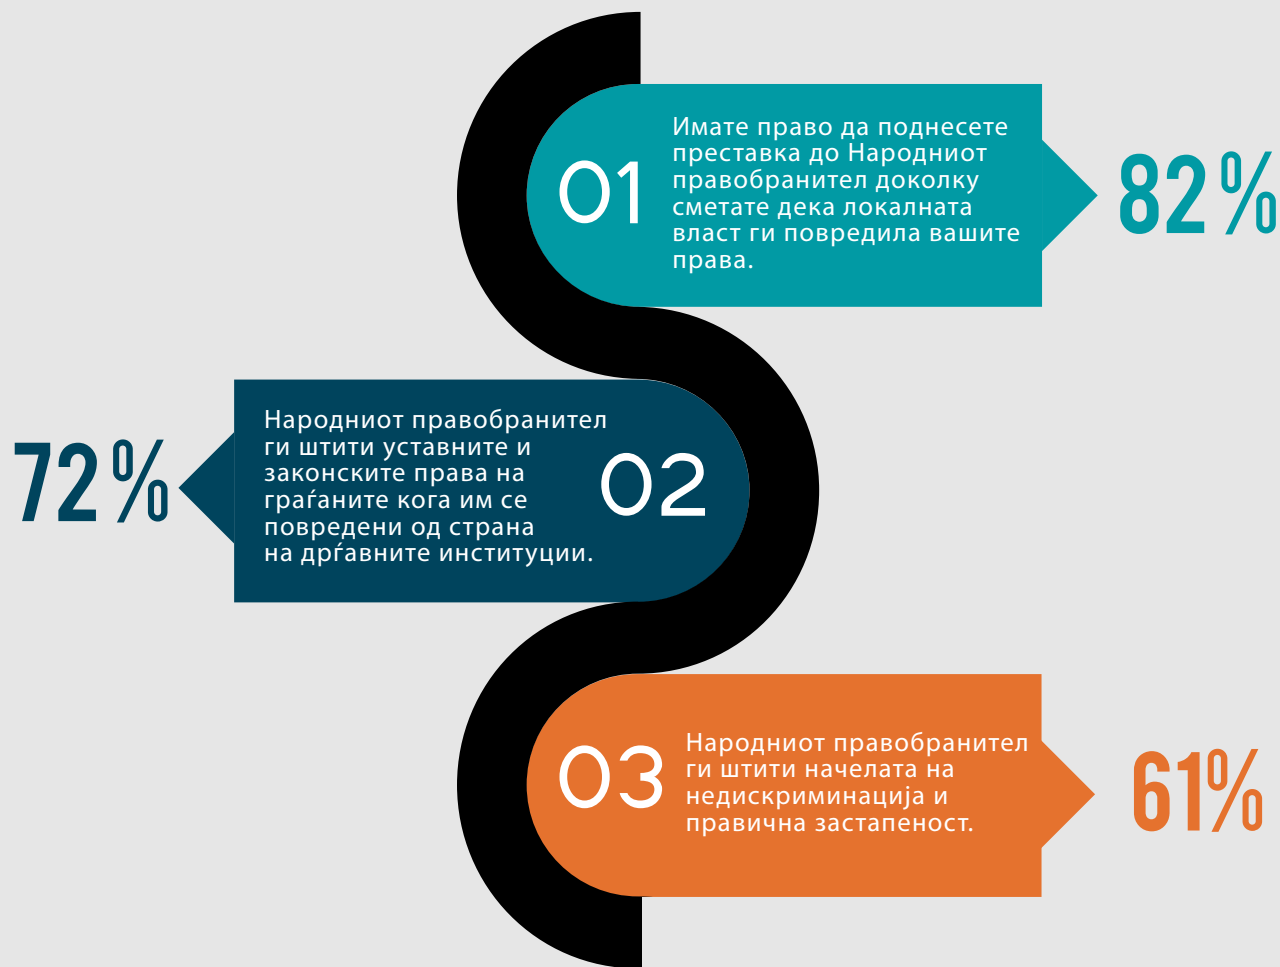 01
Имате право да поднесете
преставка до Народниот
правобранител доколку
сметате дека локалната
власт ги повредила вашите
права.
82%
72%
Народниот правобранител
ги штити уставните и
законските права на
граѓаните кога им се
повредени од страна
на дрѓавните институции.
02
03
Народниот правобранител
ги штити начелата на
недискриминација и
правична застапеност.
61%